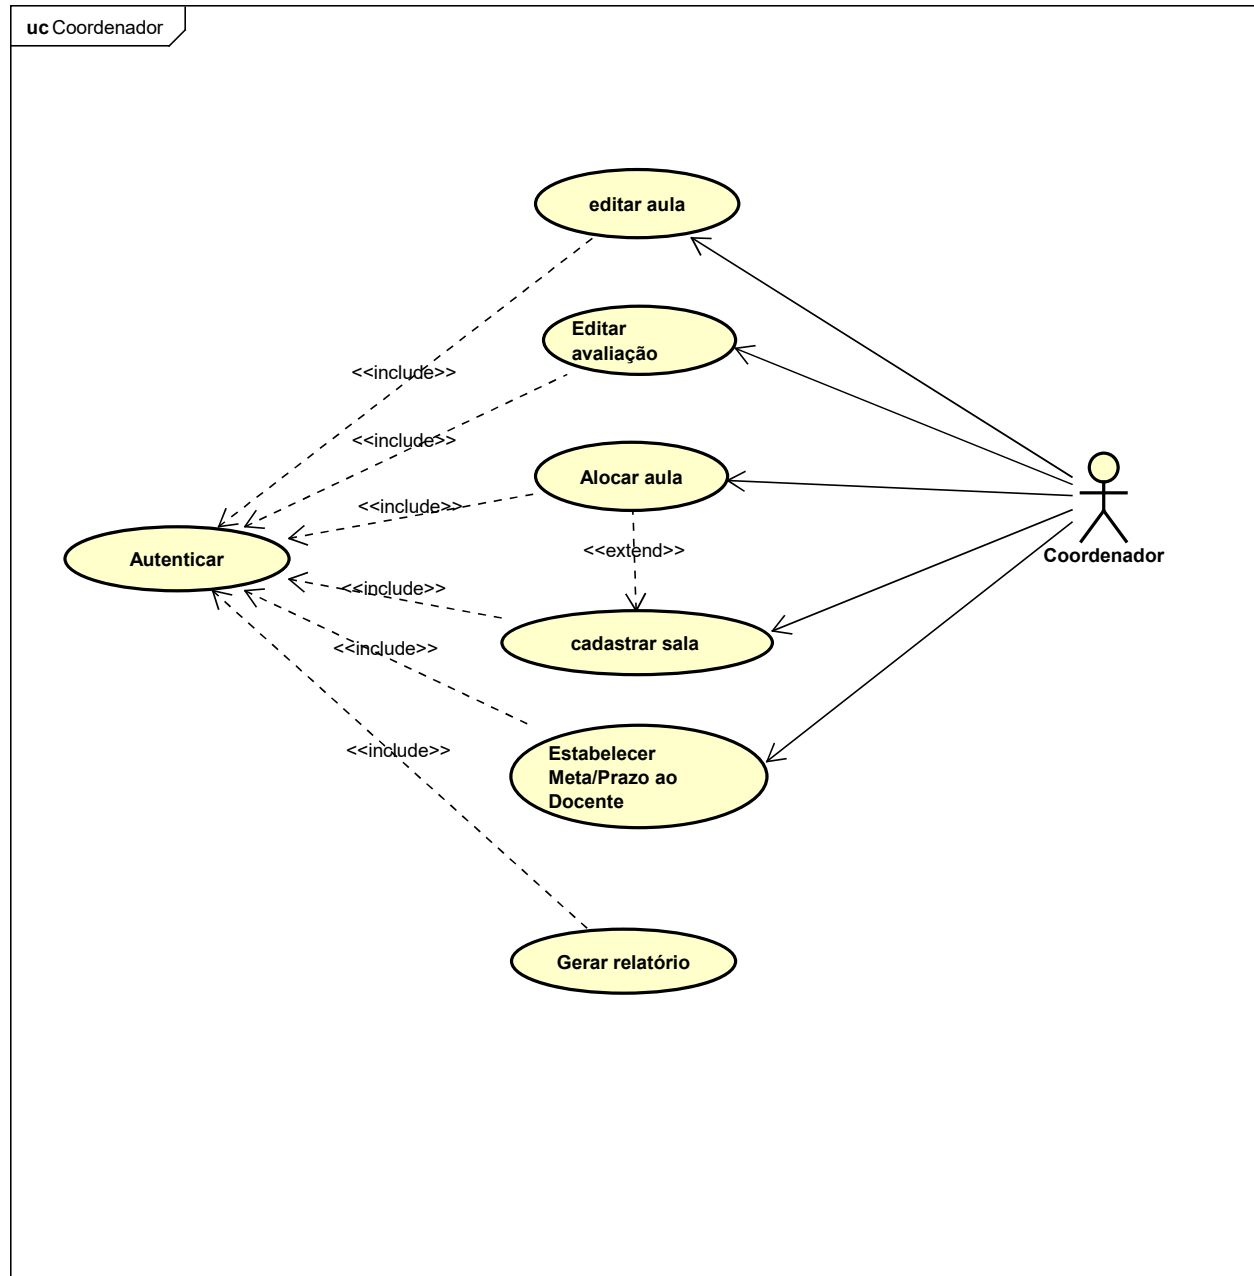 uc Coordenador
editar aula
Editar
avaliação
<<include>>
<<include>>
Alocar aula
<<include>>
<<extend>>
Coordenador
Autenticar
<<include>>
cadastrar sala
<<include>>
<<include>>
Estabelecer
Meta/Prazo ao
Docente
Gerar relatório